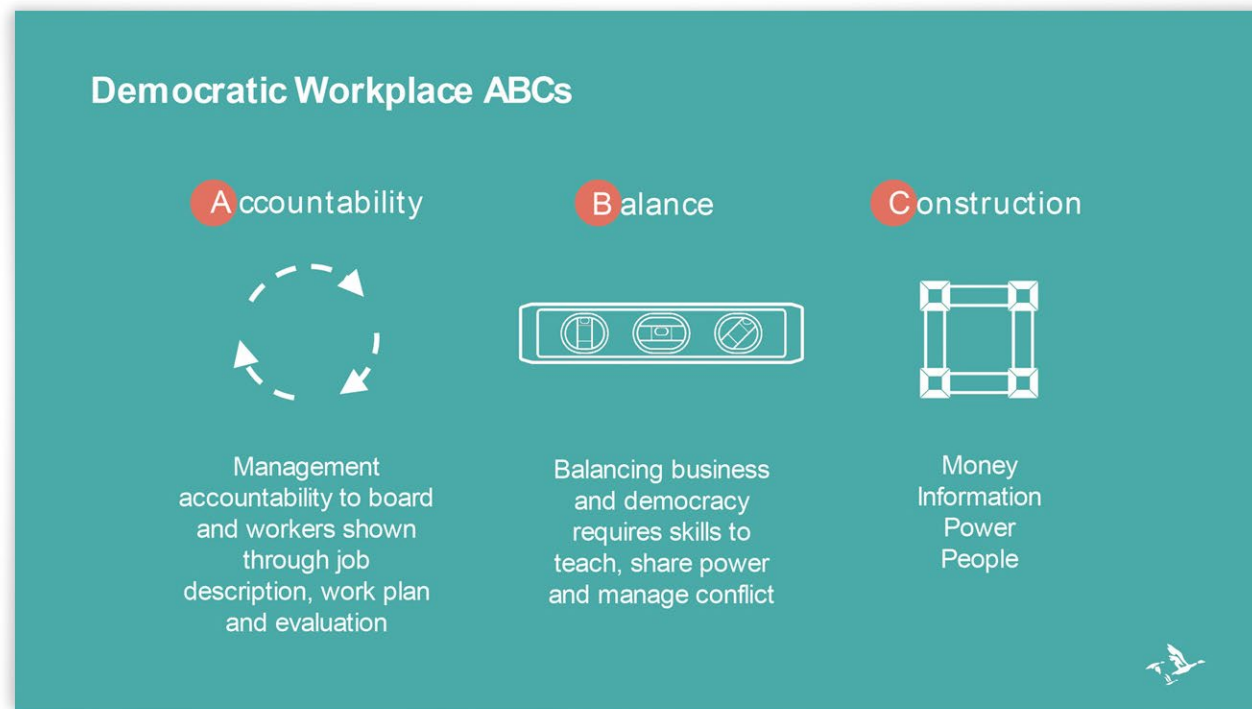 Democratic Workplace ABCs
Accountability
Management
accountability to board
and workers shown
through job
description, work plan
and evaluation
Balance
Balancing business
and democracy
requires skills to
teach, share power
and manage conflict
Construction
Money
Information
Power
People